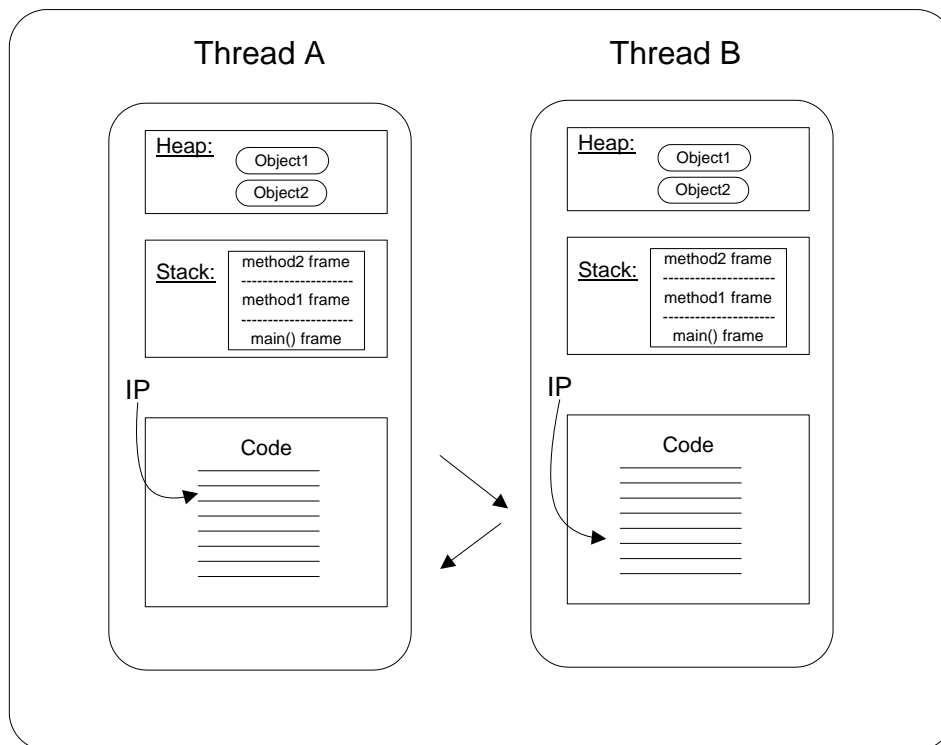 Thread A
Heap:
Object1
Object2
Stack:
method2 frame
---------------------
method1 frame
---------------------
main() frame
IP
Code
Thread B
Heap:
Object1
Object2
Stack:
method2 frame
---------------------
method1 frame
---------------------
main() frame
IP
Code